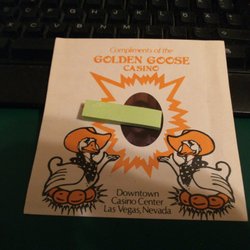 Compliments of the
GOLDEN GOOSE
CASINO
Downtown
Casino Center
Las Vegas, Nevada